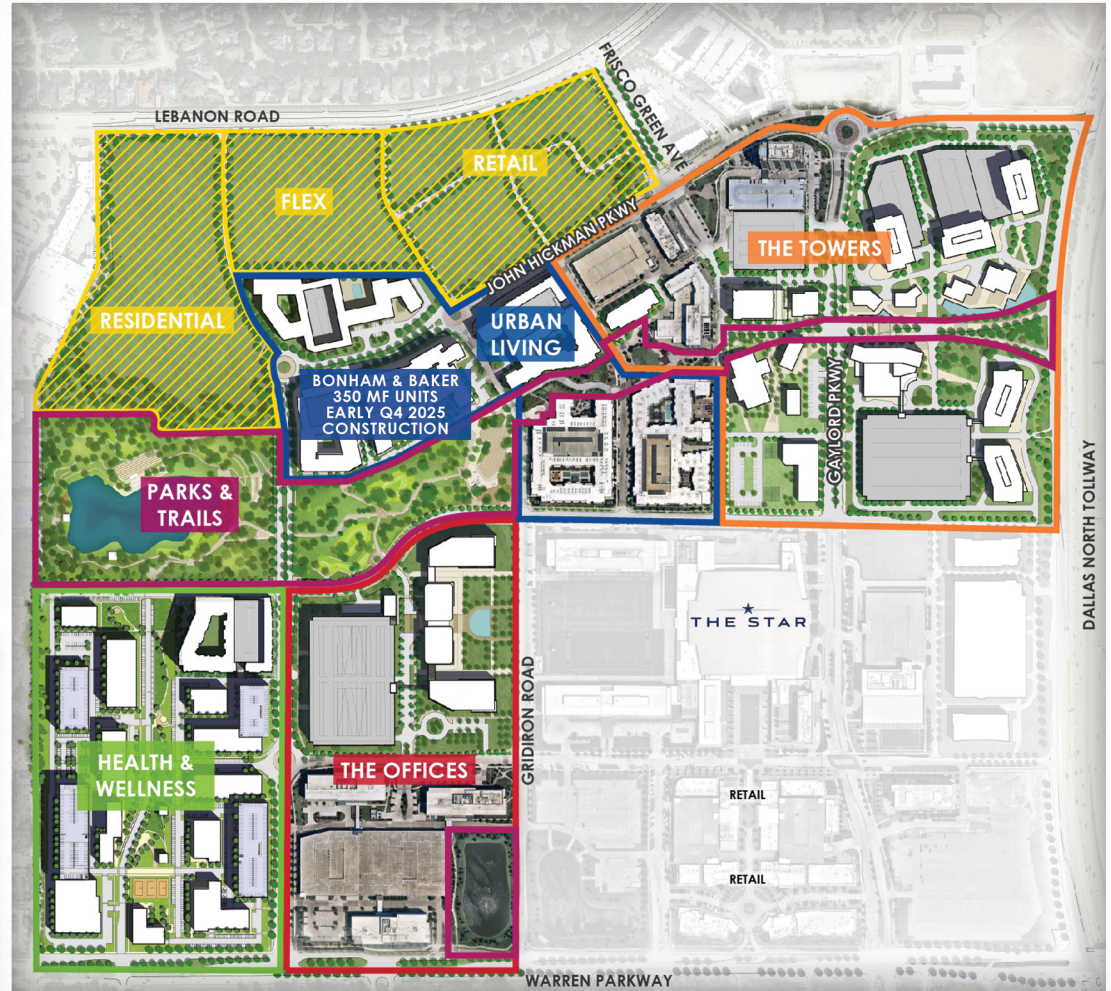 FRISCO GREEN AVE
LEBANON ROAD
RETAIL
FLEX
JOHN HICKMAN PKWY
THE TOWERS
RESIDENTIAL
URBAN
LIVING
BONHAM & BAKER
350 MF UNITS
EARLY Q4 2025
CONSTRUCTION
GAYLORD PKWY
PARKS &
TRAILS
DALLAS NORTH TOLLWAY
THE STAR
GRIDIRON ROAD
HEALTH &
WELLNESS
THE OFFICES
RETAIL
RETAIL
WARREN PARKWAY